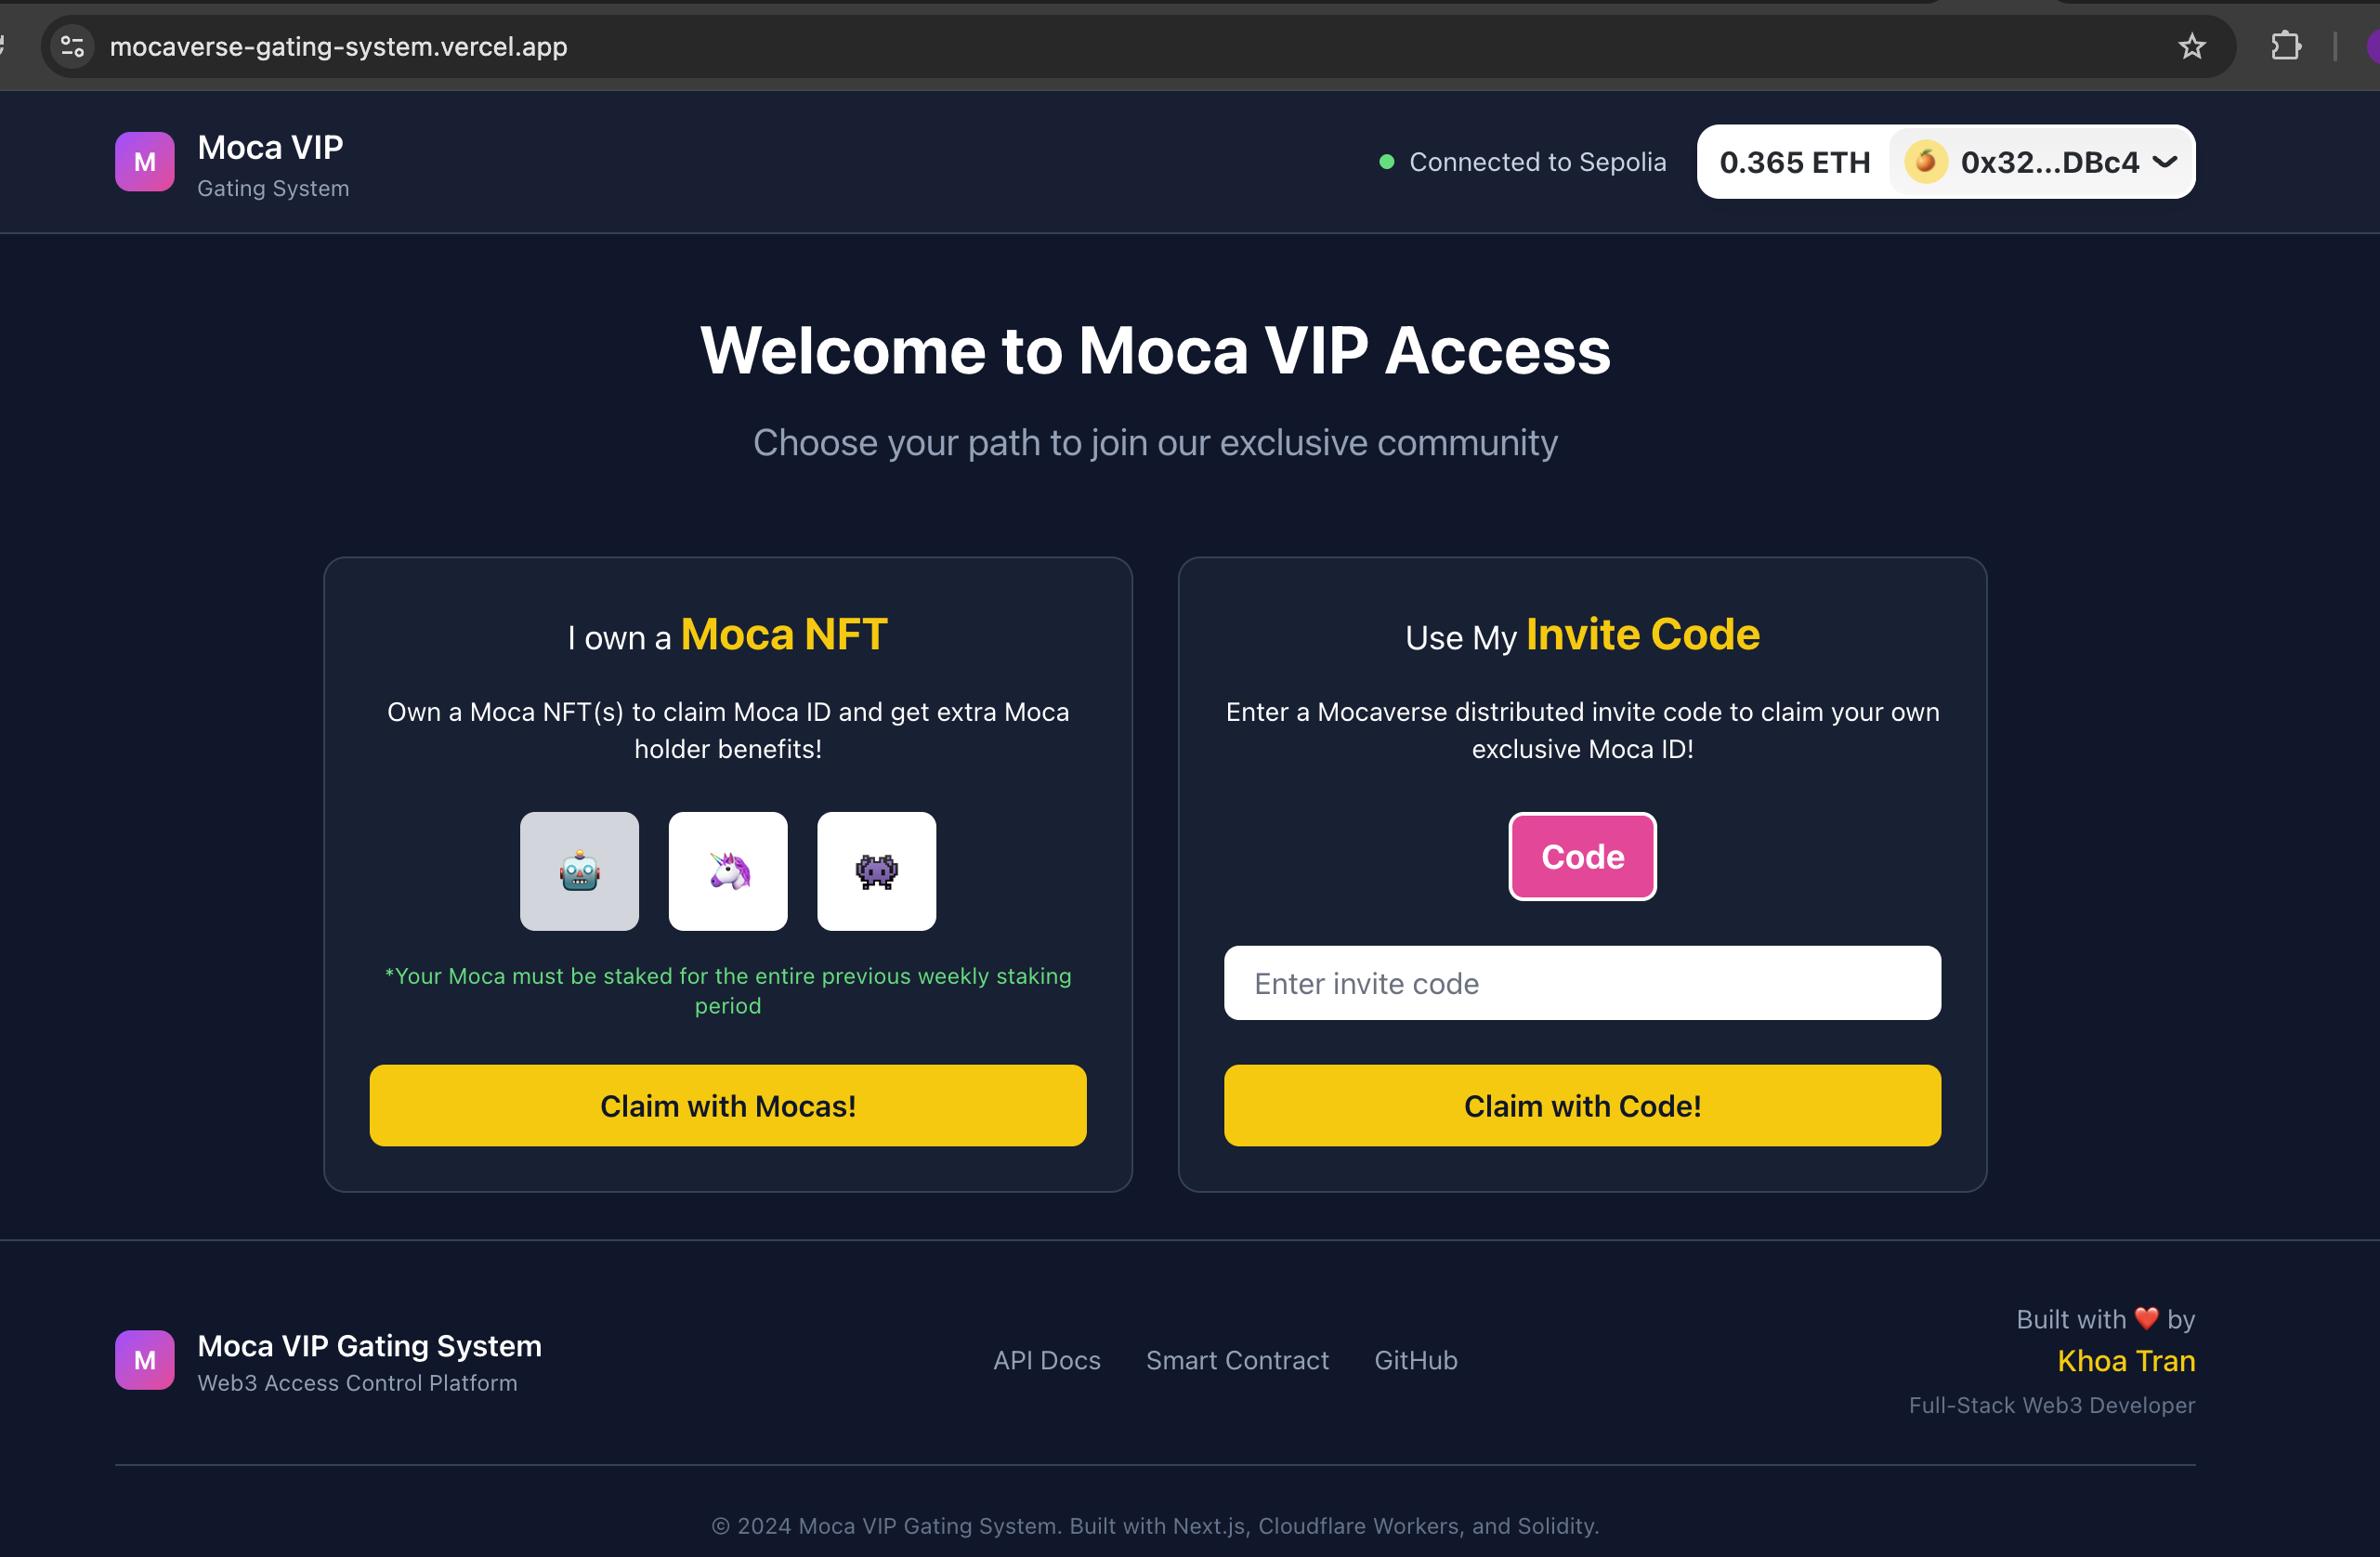 mocaverse-gating-system.vercel.app
M
Moca VIP
Gating System
Connected to Sepolia
0.365 ETH
0x32...DBc4
Welcome to Moca VIP Access
Choose your path to join our exclusive community
I own a Moca NFT
Own a Moca NFT(s) to claim Moca ID and get extra Moca
holder benefits!
*Your Moca must be staked for the entire previous weekly staking
period
Claim with Mocas!
Use My Invite Code
Enter a Mocaverse distributed invite code to claim your own
exclusive Moca ID!
Code
Enter invite code
Claim with Code!
M
Moca VIP Gating System
Web3 Access Control Platform
API Docs
Smart Contract
GitHub
Built with ❤️ by
Khoa Tran
Full-Stack Web3 Developer
© 2024 Moca VIP Gating System. Built with Next.js, Cloudflare Workers, and Solidity.